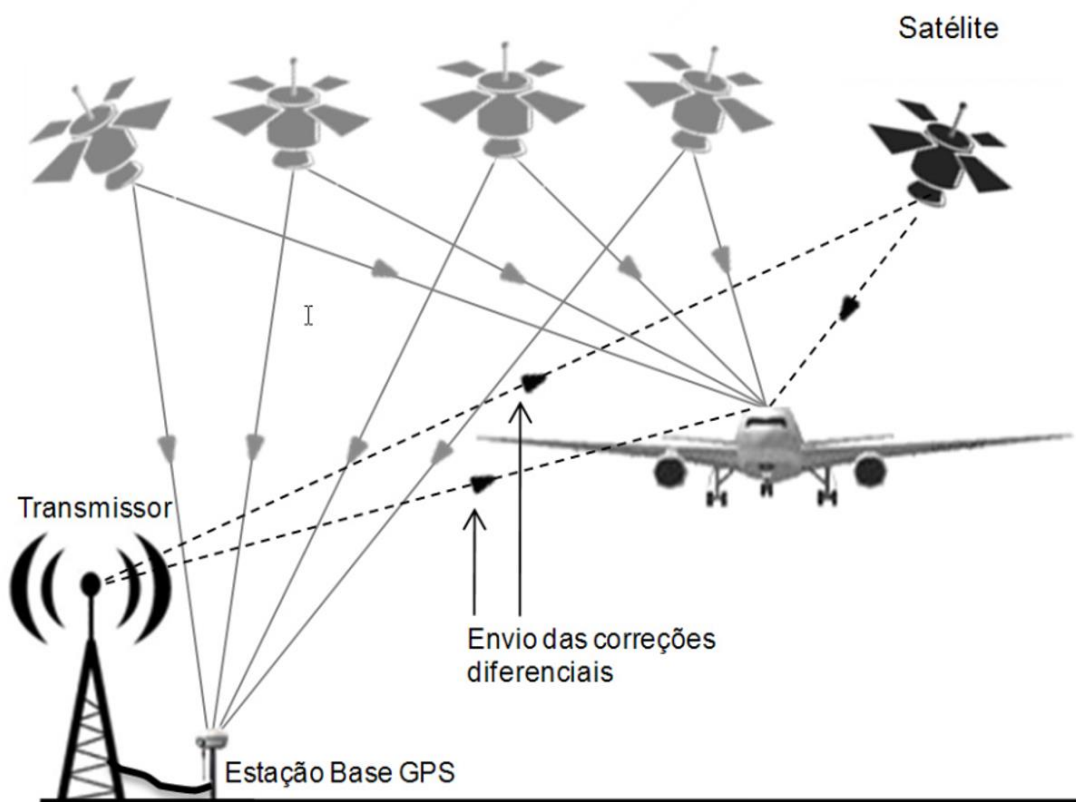 Satélite
Transmissor
Envio das correções
diferenciais
Estação Base GPS